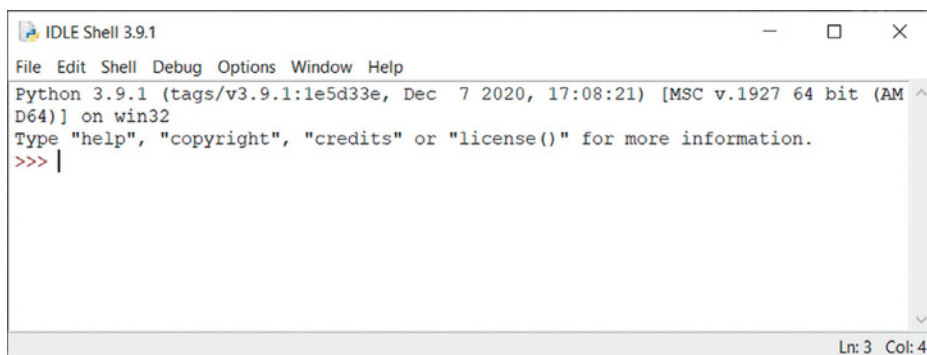 IDLE Shell 3.9.1
File Edit Shell Debug Options Window Help
Python 3.9.1 (tags/v3.9.1:1e5d33e, Dec  7 2020, 17:08:21) [MSC v.1927 64 bit (AM
D64)] on win32
Type "help", "copyright", "credits" or "license()" for more information.
>>>
Ln: 3 Col: 4